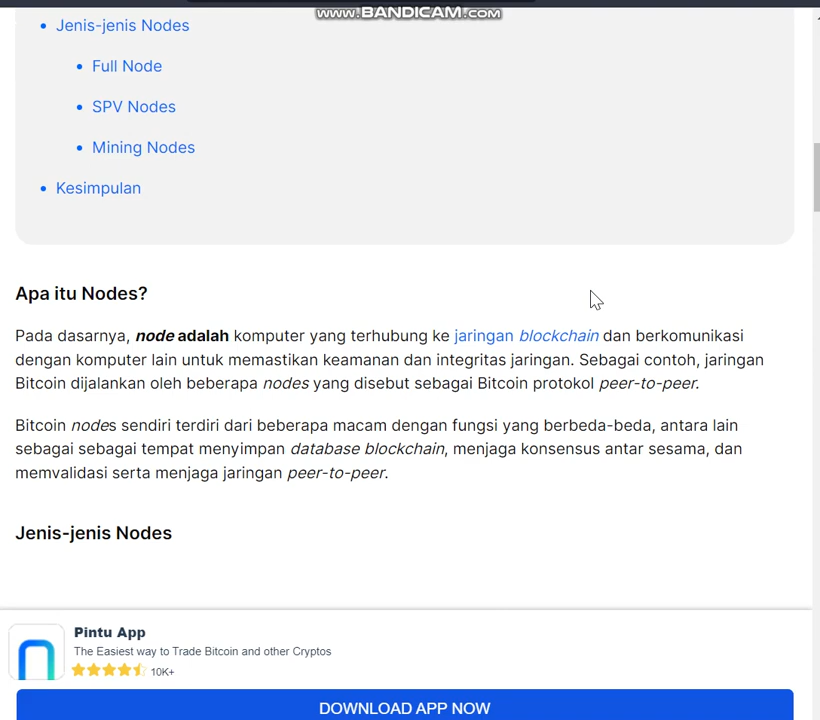 www.BANDICAM.com
Jenis-jenis Nodes
Full Node
SPV Nodes
Mining Nodes
Kesimpulan
Apa itu Nodes?
Pada dasarnya, node adalah komputer yang terhubung ke jaringan blockchain dan berkomunikasi
dengan komputer lain untuk memastikan keamanan dan integritas jaringan. Sebagai contoh, jaringan
Bitcoin dijalankan oleh beberapa nodes yang disebut sebagai Bitcoin protokol peer-to-peer.
Bitcoin nodes sendiri terdiri dari beberapa macam dengan fungsi yang berbeda-beda, antara lain
sebagai sebagai tempat menyimpan database blockchain, menjaga konsensus antar sesama, dan
memvalidasi serta menjaga jaringan peer-to-peer.
Jenis-jenis Nodes
Pintu App
The Easiest way to Trade Bitcoin and other Cryptos
10K+
DOWNLOAD APP NOW